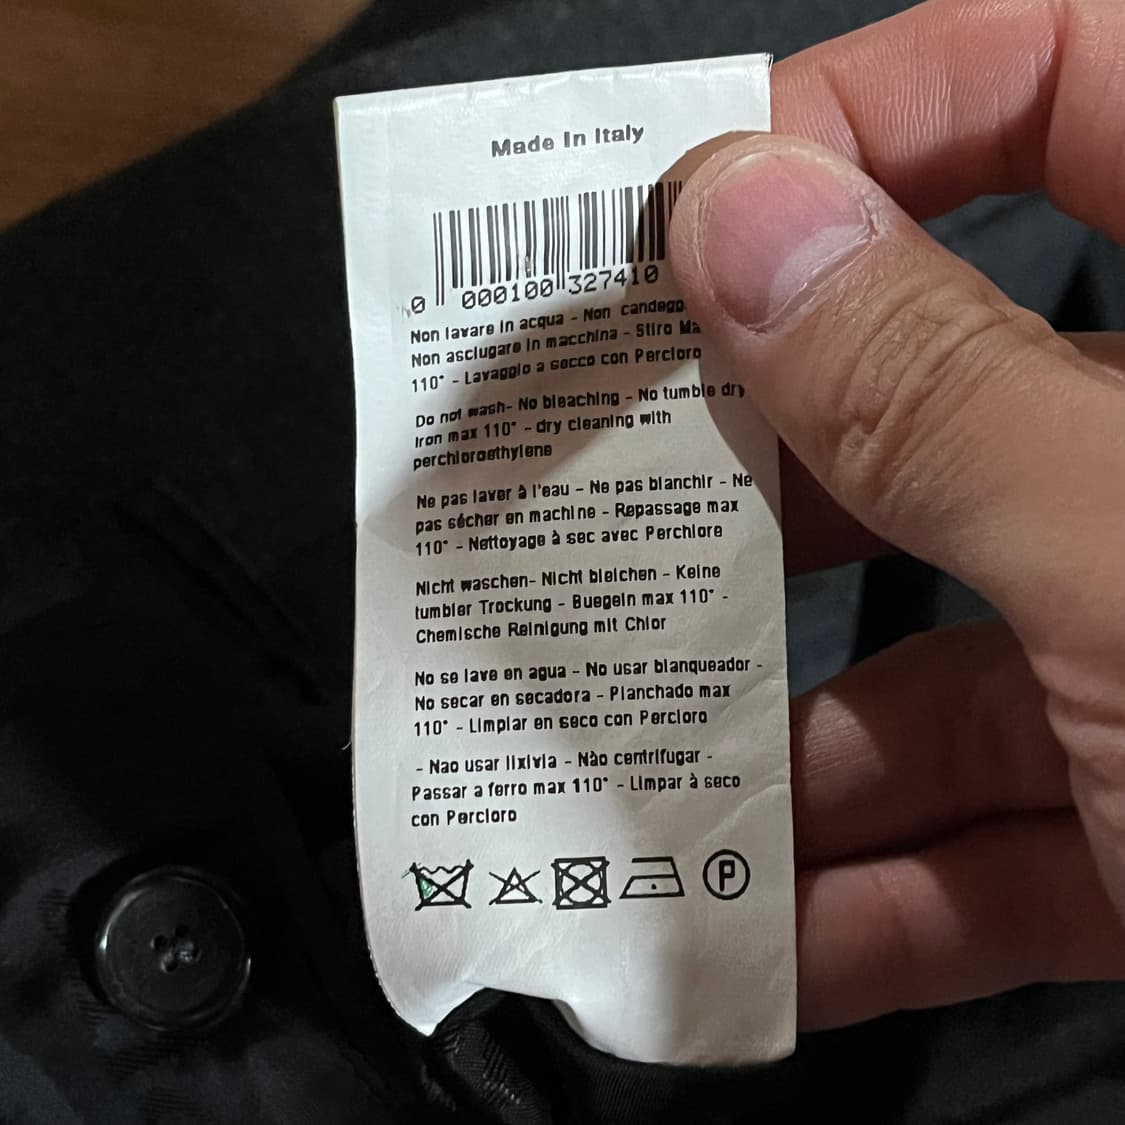 Made In Italy
0 000100 327410
Non lavare in acqua - Non candegg
Non asciugare in macchina - Stiro Ma
110° - Lavaggio a secco con Percloro
Do not wash- No bleaching - No tumble dry
Iron max 110° - dry cleaning with
perchloroethylene
Ne pas laver à l'eau - Ne pas blanchir - Ne
pas sécher en machine - Repassage max
110° - Nettoyage à sec avec Perchlore
Nicht waschen- Nicht bleichen - Keine
tumbler Trockung - Buegeln max 110° -
Chemische Reinigung mit Chlor
No se lave en agua - No usar blanqueador -
No secar en secadora - Planchado max
110° - Limpiar en seco con Percloro
- Nao usar lixivia - Nào centrifugar -
Passar a ferro max 110° - Limpar à seco
con Percloro
P